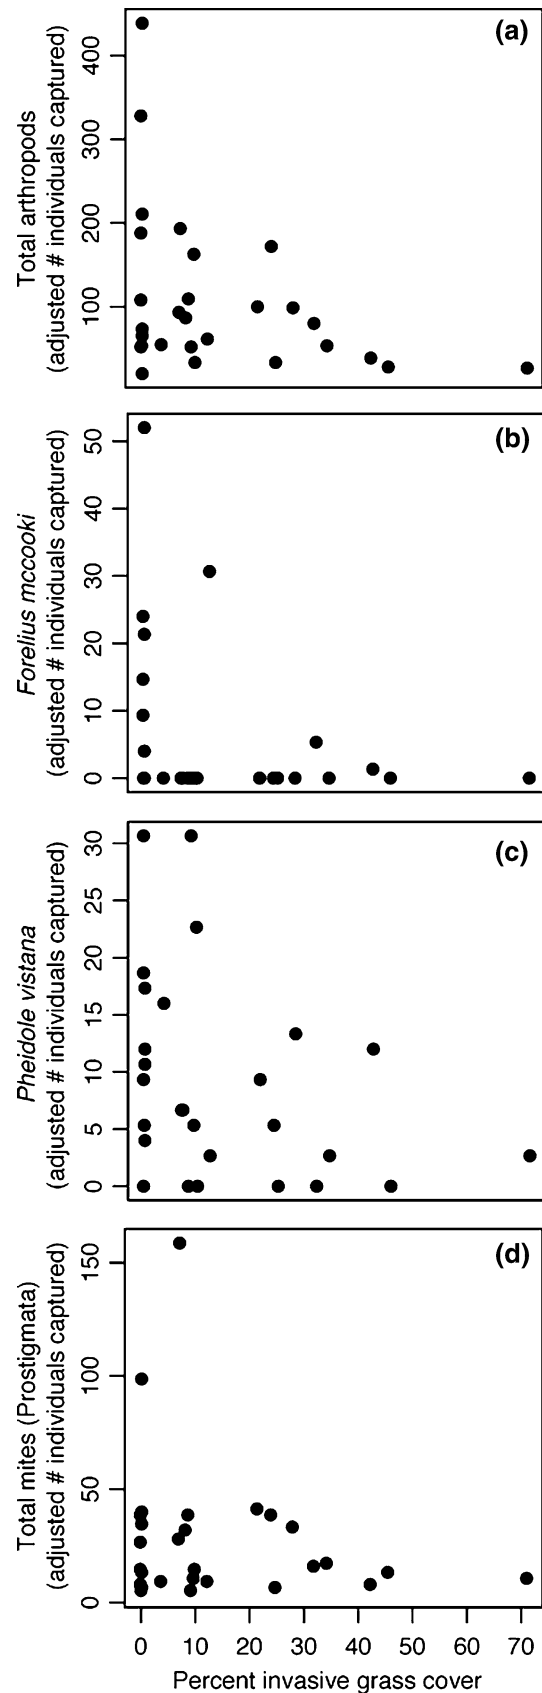 (a)
Total arthropods
(adjusted # individuals captured)
400
300
200
100
(b)
Forelius mccooki
(adjusted # individuals captured)
50
40
30
20
10
0
(c)
Pheidole vistana
(adjusted # individuals captured)
30
25
20
15
10
5
0
(d)
Total mites (Prostigmata)
(adjusted # individuals captured)
150
100
50
0
0 10 20 30 40 50 60 70
Percent invasive grass cover